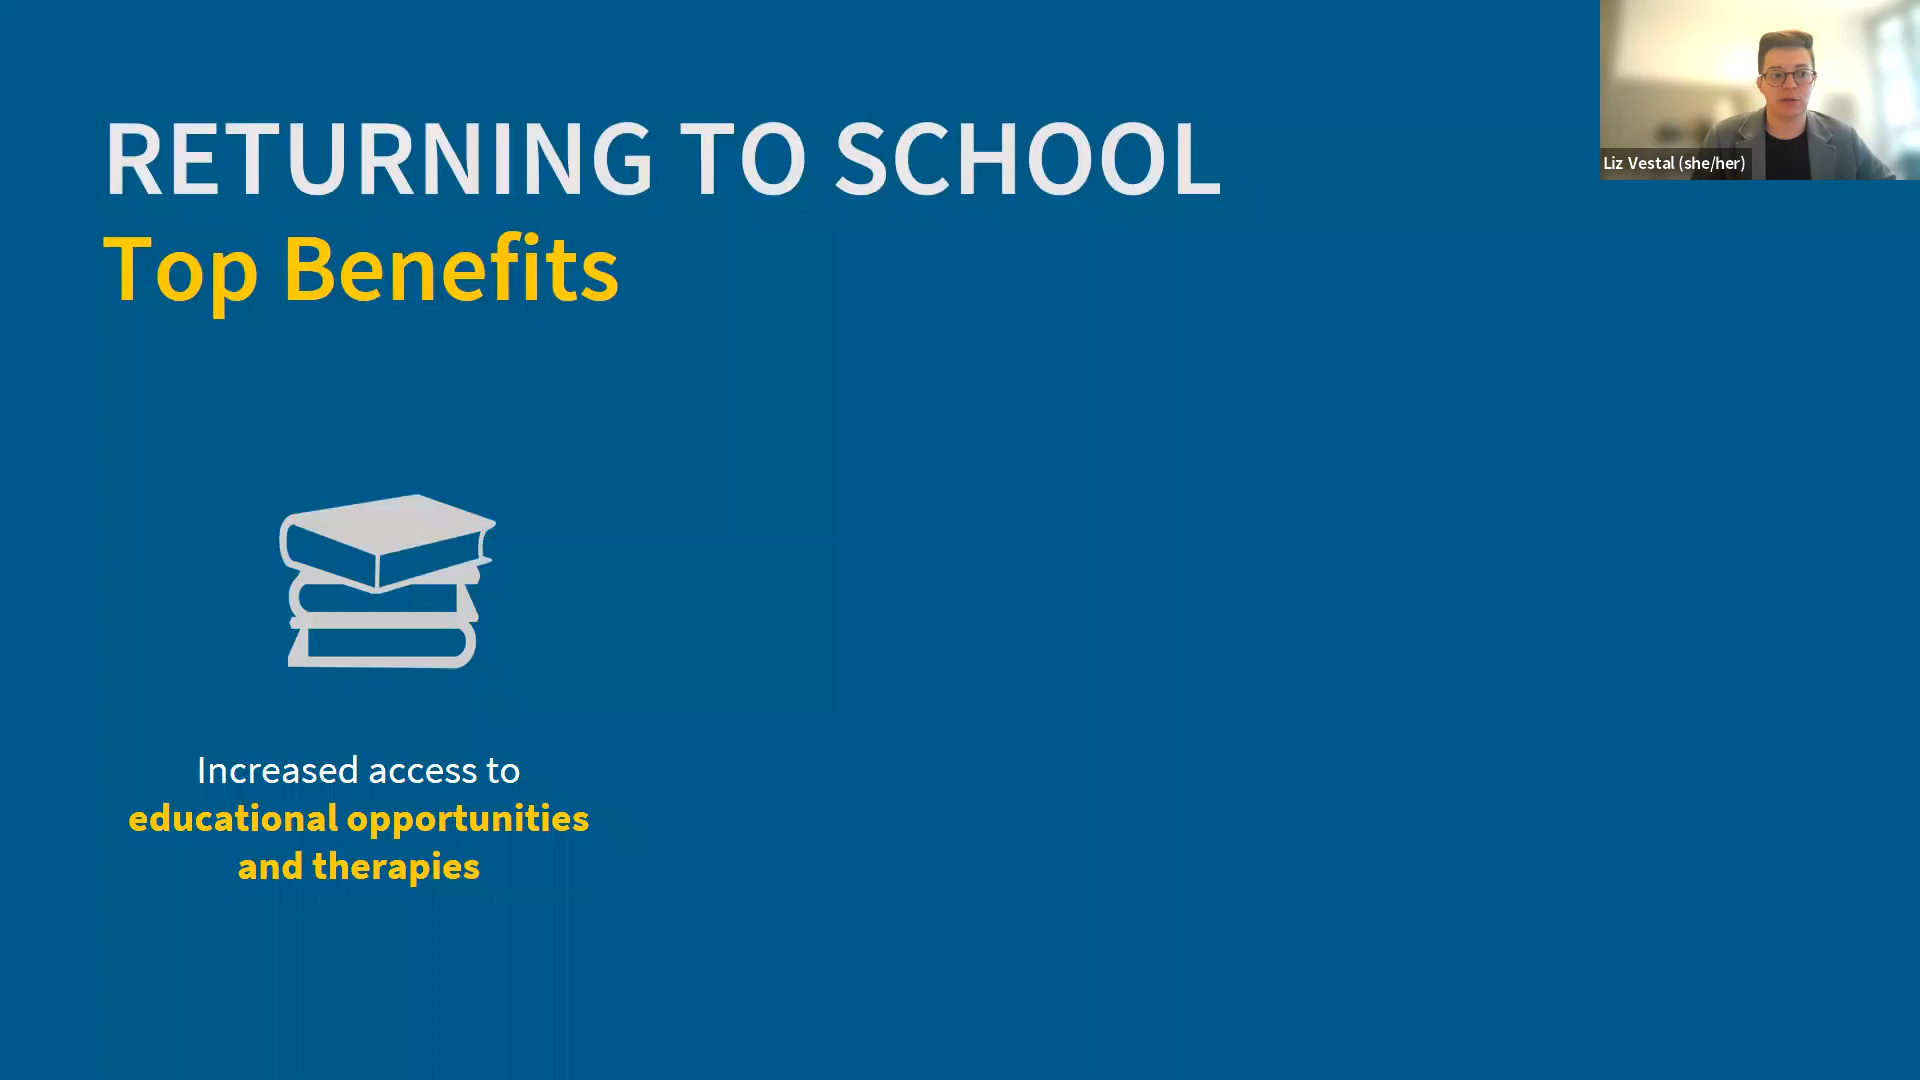 RETURNING TO SCHOOL
Top Benefits
Liz Vestal (she/her)
Increased access to
educational opportunities
and therapies